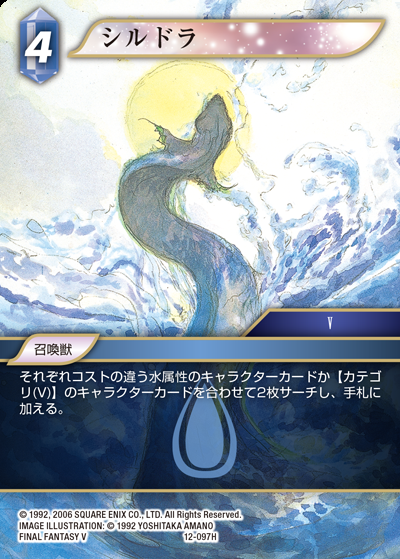 4
シルドラ
V
召喚獣
それぞれコストの違う水属性のキャラクターカードか【カテゴ
リ(V)】のキャラクターカードを合わせて2枚サーチし、手札に
加える。
© 1992, 2006 SQUARE ENIX CO., LTD. All Rights Reserved.
IMAGE ILLUSTRATION: © 1992 YOSHITAKA AMANO
FINAL FANTASY V 12-097H